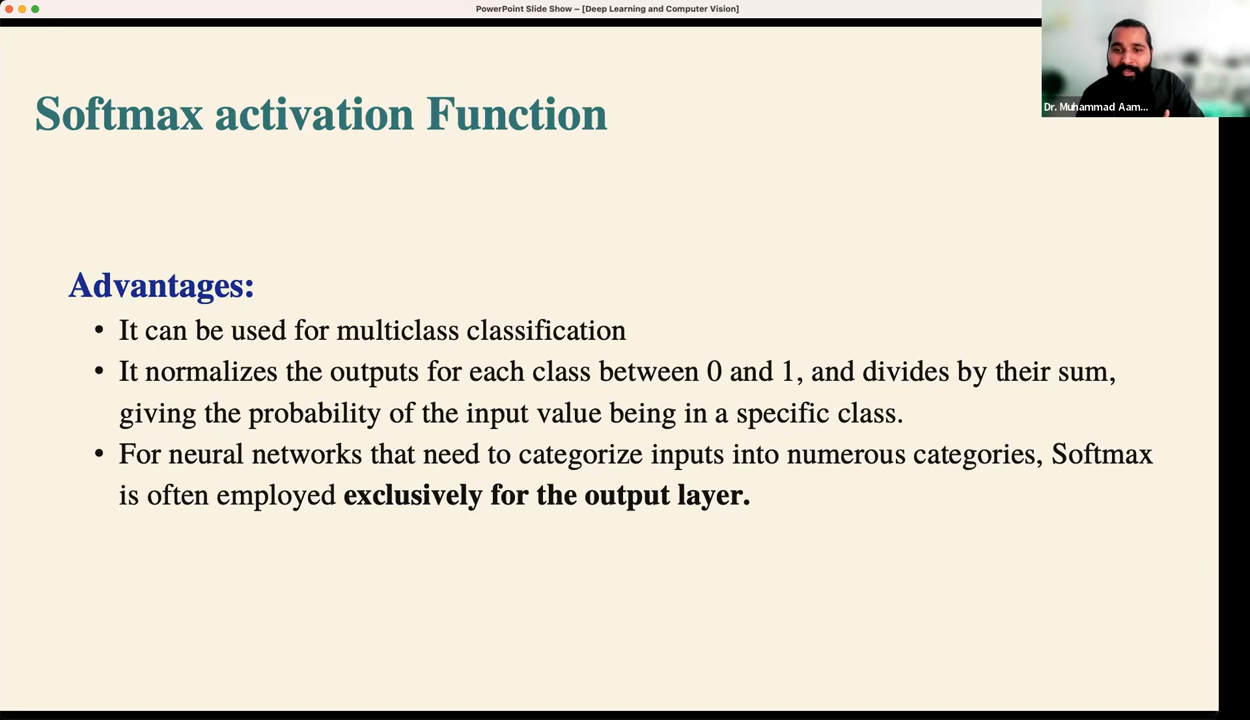 PowerPoint Slide Show – [Deep Learning and Computer Vision]
Dr. Muhammad Aam...
Softmax activation Function
Advantages:
• It can be used for multiclass classification
• It normalizes the outputs for each class between 0 and 1, and divides by their sum,
giving the probability of the input value being in a specific class.
• For neural networks that need to categorize inputs into numerous categories, Softmax
is often employed exclusively for the output layer.